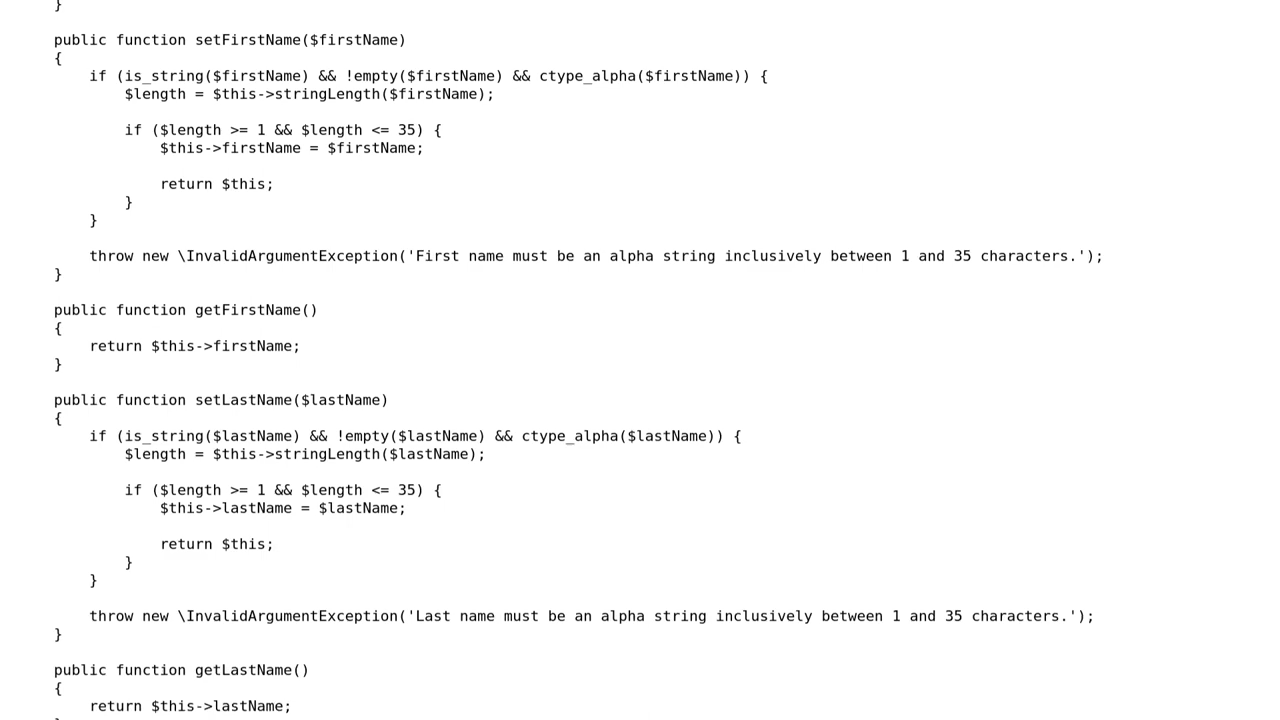 }
public function setFirstName($firstName)
{
if (is_string($firstName) && !empty($firstName) && ctype_alpha($firstName)) {
$length = $this->stringLength($firstName);
if ($length >= 1 && $length <= 35) {
$this->firstName = $firstName;
return $this;
}
}
throw new \InvalidArgumentException('First name must be an alpha string inclusively between 1 and 35 characters.');
}
public function getFirstName()
{
return $this->firstName;
}
public function setLastName($lastName)
{
if (is_string($lastName) && !empty($lastName) && ctype_alpha($lastName)) {
$length = $this->stringLength($lastName);
if ($length >= 1 && $length <= 35) {
$this->lastName = $lastName;
return $this;
}
}
throw new \InvalidArgumentException('Last name must be an alpha string inclusively between 1 and 35 characters.');
}
public function getLastName()
{
return $this->lastName;